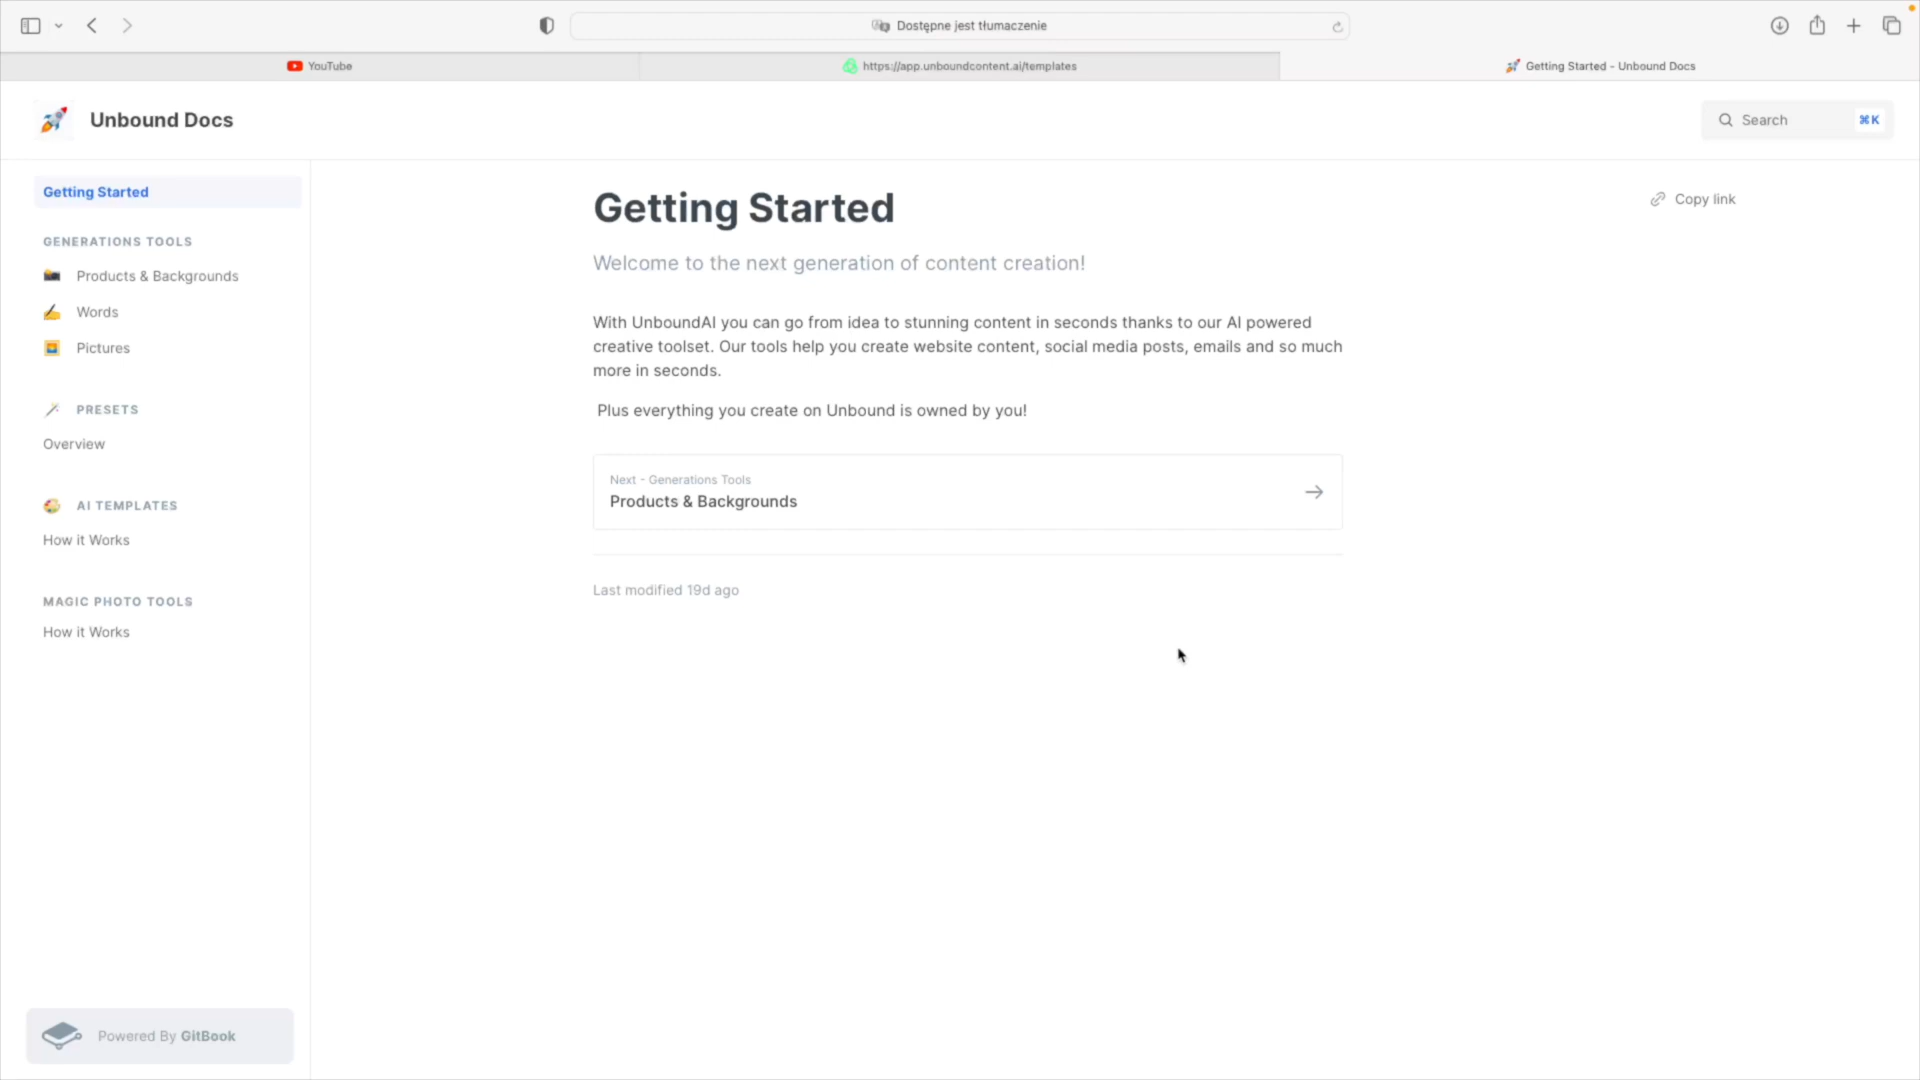 Dostępne jest tłumaczenie
YouTube
https://app.unboundcontent.ai/templates
Getting Started - Unbound Docs
Unbound Docs
Search
⌘K
Getting Started
GENERATIONS TOOLS
Products & Backgrounds
Words
Pictures
PRESETS
Overview
AI TEMPLATES
How it Works
MAGIC PHOTO TOOLS
How it Works
Powered By GitBook
Getting Started
Copy link
Welcome to the next generation of content creation!
With UnboundAI you can go from idea to stunning content in seconds thanks to our AI powered
creative toolset. Our tools help you create website content, social media posts, emails and so much
more in seconds.
Plus everything you create on Unbound is owned by you!
Next - Generations Tools
Products & Backgrounds
Last modified 19d ago